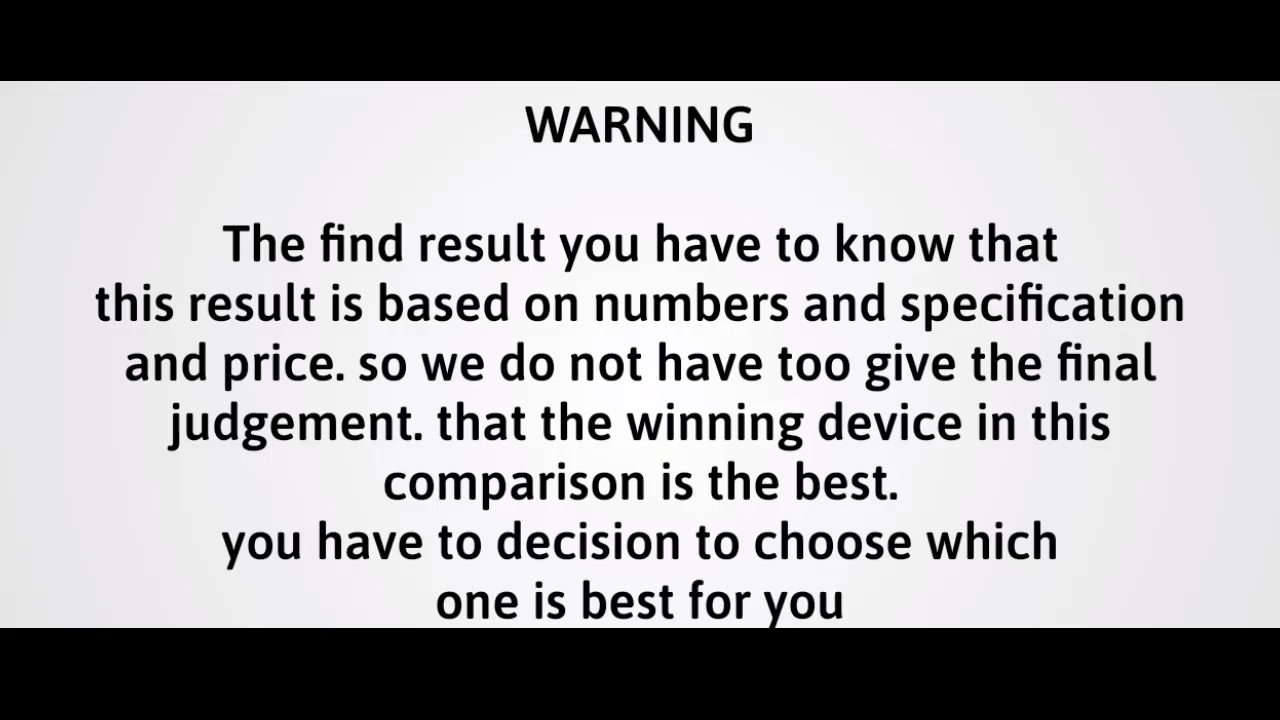 WARNING
The find result you have to know that
this result is based on numbers and specification
and price. so we do not have too give the final
judgement. that the winning device in this
comparison is the best.
you have to decision to choose which
one is best for you